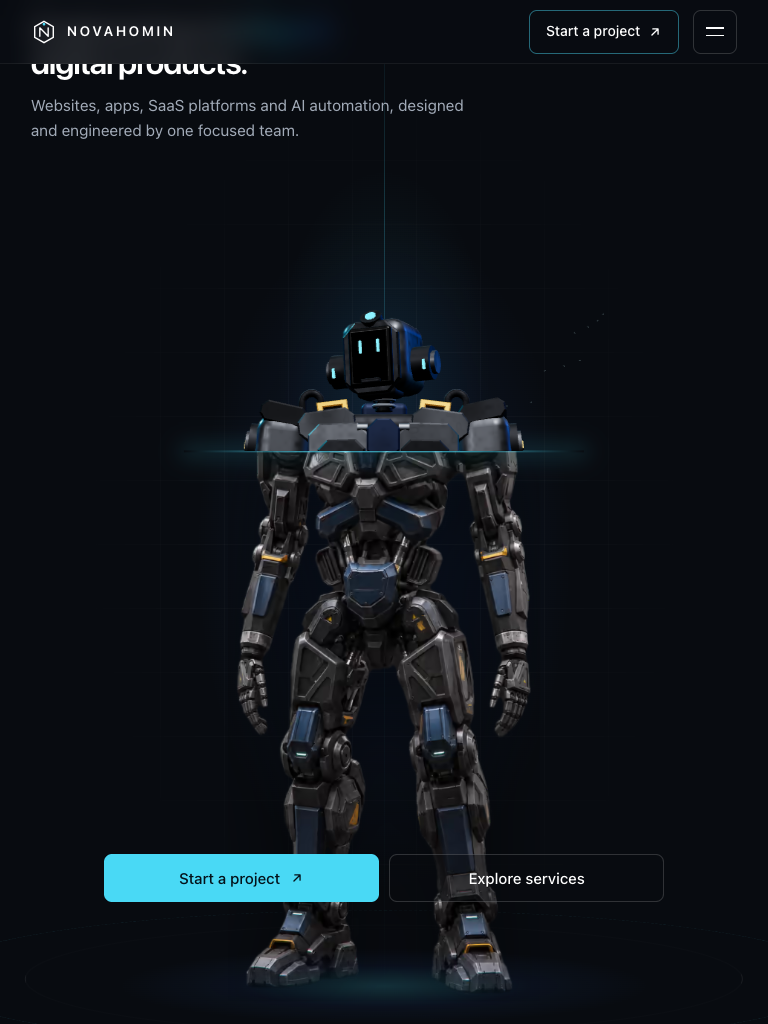 NOVAHOMIN
Start a project
digital products.
Websites, apps, SaaS platforms and AI automation, designed
and engineered by one focused team.
Start a project
Explore services